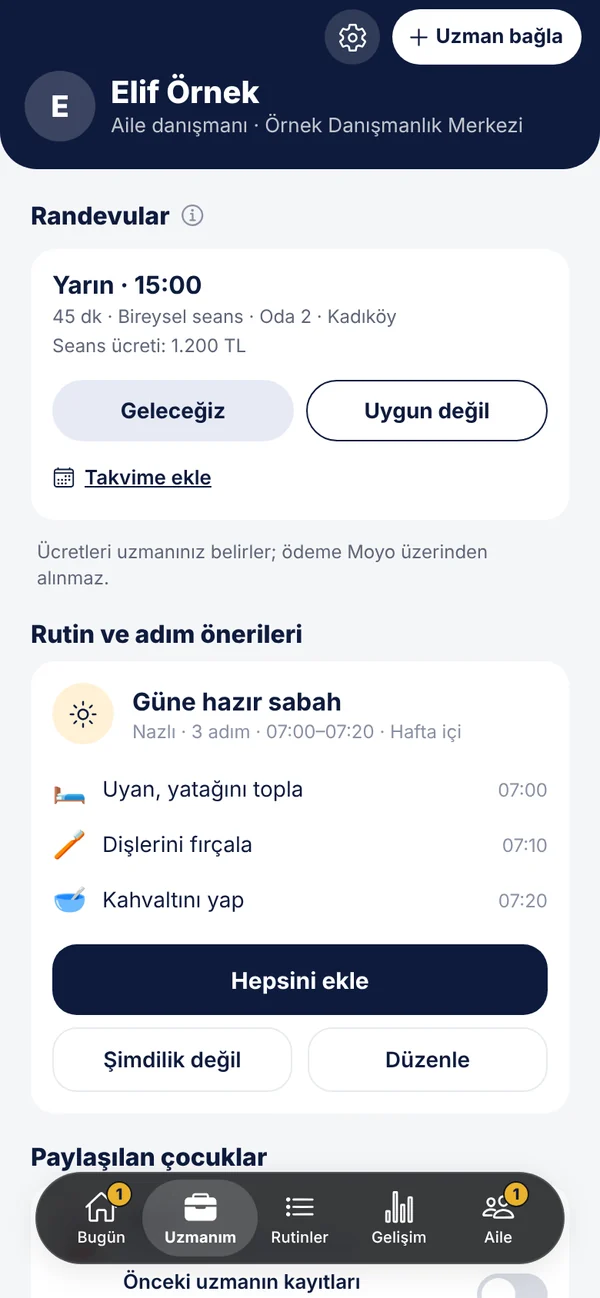 Uzman bağla
E
Elif Örnek
Aile danışmanı · Örnek Danışmanlık Merkezi
Randevular
Yarın · 15:00
45 dk · Bireysel seans · Oda 2 · Kadıköy
Seans ücreti: 1.200 TL
Geleceğiz
Uygun değil
Takvime ekle
Ücretleri uzmanınız belirler; ödeme Moyo üzerinden
alınmaz.
Rutin ve adım önerileri
Güne hazır sabah
Nazlı · 3 adım · 07:00–07:20 · Hafta içi
Uyan, yatağını topla 07:00
Dişlerini fırçala 07:10
Kahvaltını yap 07:20
Hepsini ekle
Şimdilik değil
Düzenle
Paylaşılan çocuklar
1
1
Bugün
Uzmanım
Rutinler
Gelişim
Aile
Önceki uzmanın kayıtları